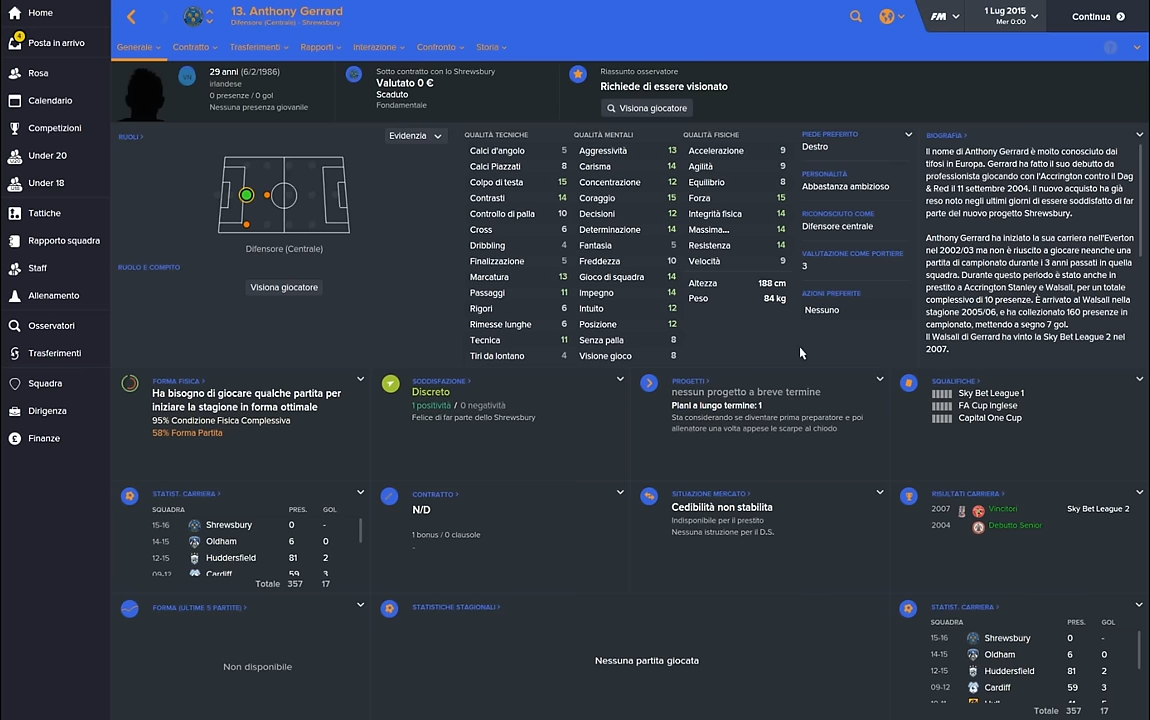 Home
4
Posta in arrivo
Rosa
Calendario
Competizioni
Under 20
Under 18
Tattiche
Rapporto squadra
Staff
Allenamento
Osservatori
Trasferimenti
Squadra
Dirigenza
Finanze
13. Anthony Gerrard
Difensore (Centrale) - Shrewsbury
FM
1 Lug 2015
Mer 0:00
Continua
Generale
Contratto
Trasferimenti
Rapporti
Interazione
Confronto
Storia
29 anni (6/2/1986)
irlandese
0 presenze / 0 gol
Nessuna presenza giovanile
Sotto contratto con lo Shrewsbury
Valutato 0 €
Scaduto
Fondamentale
Riassunto osservatore
Richiede di essere visionato
Visiona giocatore
RUOLI >
Evidenzia
Difensore (Centrale)
RUOLO E COMPITO
Visiona giocatore
QUALITÀ TECNICHE
Calci d'angolo 5
Calci Piazzati 8
Colpo di testa 15
Contrasti 14
Controllo di palla 10
Cross 6
Dribbling 4
Finalizzazione 5
Marcatura 13
Passaggi 11
Rigori 6
Rimesse lunghe 6
Tecnica 11
Tiri da lontano 4
QUALITÀ MENTALI
Aggressività 13
Carisma 14
Concentrazione 12
Coraggio 15
Decisioni 12
Determinazione 14
Fantasia 5
Freddezza 10
Gioco di squadra 14
Impegno 14
Intuito 12
Posizione 12
Senza palla 8
Visione gioco 8
QUALITÀ FISICHE
Accelerazione 9
Agilità 9
Equilibrio 8
Forza 15
Integrità fisica 14
Massima... 14
Resistenza 14
Velocità 9
Altezza 188 cm
Peso 84 kg
PIEDE PREFERITO
Destro
PERSONALITÀ
Abbastanza ambizioso
RICONOSCIUTO COME
Difensore centrale
VALUTAZIONE COME PORTIERE
3
AZIONI PREFERITE
Nessuno
BIOGRAFIA >
Il nome di Anthony Gerrard è molto conosciuto dai
tifosi in Europa. Gerrard ha fatto il suo debutto da
professionista giocando con l'Accrington contro il Dag
& Red il 11 settembre 2004. Il nuovo acquisto ha già
reso noto negli ultimi giorni di essere soddisfatto di far
parte del nuovo progetto Shrewsbury.
Anthony Gerrard ha iniziato la sua carriera nell'Everton
nel 2002/03 ma non è riuscito a giocare neanche una
partita di campionato durante i 3 anni passati in quella
squadra. Durante questo periodo è stato anche in
prestito a Accrington Stanley e Walsall, per un totale
complessivo di 10 presenze. È arrivato al Walsall nella
stagione 2005/06, e ha collezionato 160 presenze in
campionato, mettendo a segno 7 gol.
Il Walsall di Gerrard ha vinto la Sky Bet League 2 nel
2007.
FORMA FISICA >
Ha bisogno di giocare qualche partita per
iniziare la stagione in forma ottimale
95% Condizione Fisica Complessiva
58% Forma Partita
SODDISFAZIONE >
Discreto
1 positività / 0 negatività
Felice di far parte dello Shrewsbury
PROGETTI >
nessun progetto a breve termine
Piani a lungo termine: 1
Sta considerando se diventare prima preparatore e poi
allenatore una volta appese le scarpe al chiodo
SQUALIFICHE >
Sky Bet League 1
FA Cup Inglese
Capital One Cup
STATIST. CARRIERA >
SQUADRA PRES. GOL
15-16 Shrewsbury 0 -
14-15 Oldham 6 0
12-15 Huddersfield 81 2
09-12 Cardiff 59 3
Totale 357 17
CONTRATTO >
N/D
1 bonus / 0 clausole
-
SITUAZIONE MERCATO >
Cedibilità non stabilita
Indisponibile per il prestito
Nessuna istruzione per il D.S.
RISULTATI CARRIERA >
2007 Vincitori Sky Bet League 2
2004 Debutto Senior
FORMA (ULTIME 5 PARTITE) >
Non disponibile
STATISTICHE STAGIONALI >
Nessuna partita giocata
STATIST. CARRIERA >
SQUADRA PRES. GOL
15-16 Shrewsbury 0 -
14-15 Oldham 6 0
12-15 Huddersfield 81 2
09-12 Cardiff 59 3
Totale 357 17